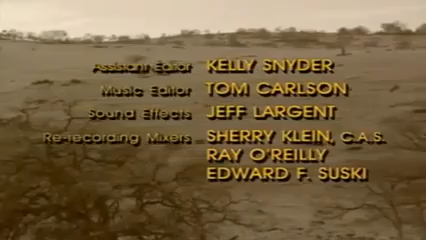 Assistant Editor KELLY SNYDER
Music Editor TOM CARLSON
Sound Effects JEFF LARGENT
Re-recording Mixers SHERRY KLEIN, C.A.S.
RAY O'REILLY
EDWARD F. SUSKI